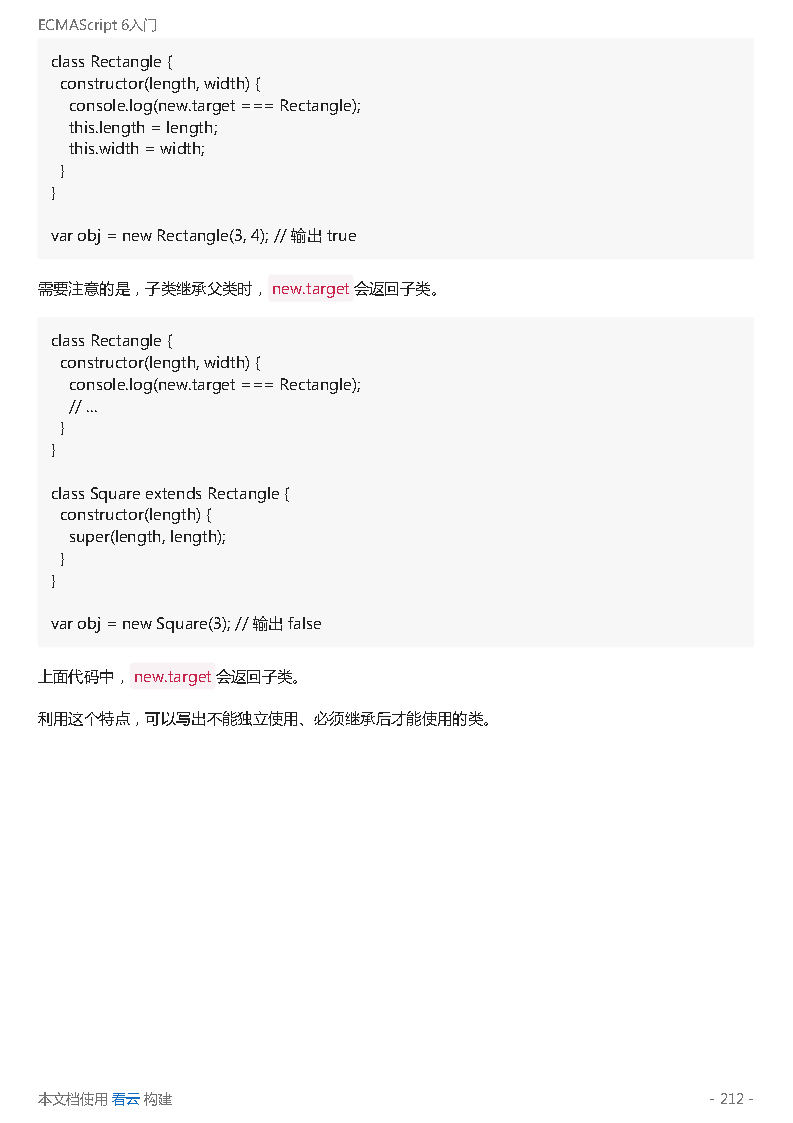 ECMAScript 6入门
class Rectangle {
  constructor(length, width) {
    console.log(new.target === Rectangle);
    this.length = length;
    this.width = width;
  }
}
var obj = new Rectangle(3, 4); // 输出 true
需要注意的是，子类继承父类时， new.target 会返回子类。
class Rectangle {
  constructor(length, width) {
    console.log(new.target === Rectangle);
    // ...
  }
}
class Square extends Rectangle {
  constructor(length) {
    super(length, length);
  }
}
var obj = new Square(3); // 输出 false
上面代码中， new.target 会返回子类。
利用这个特点，可以写出不能独立使用、必须继承后才能使用的类。
本文档使用 看云 构建 - 212 -